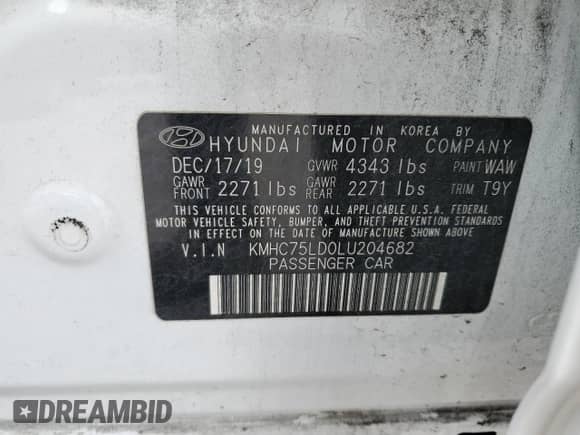 MANUFACTURED IN KOREA BY
HYUNDAI MOTOR COMPANY
DEC/17/19 GVWR 4343 lbs PAINT WAW
GAWR FRONT 2271 lbs GAWR REAR 2271 lbs TRIM T9Y
THIS VEHICLE CONFORMS TO ALL APPLICABLE U.S.A. FEDERAL
MOTOR VEHICLE SAFETY, BUMPER, AND THEFT PREVENTION STANDARDS
IN EFFECT ON THE DATE OF MANUFACTURE SHOWN ABOVE.
V.I.N KMHC75LD0LU204682
PASSENGER CAR
DREAMBID